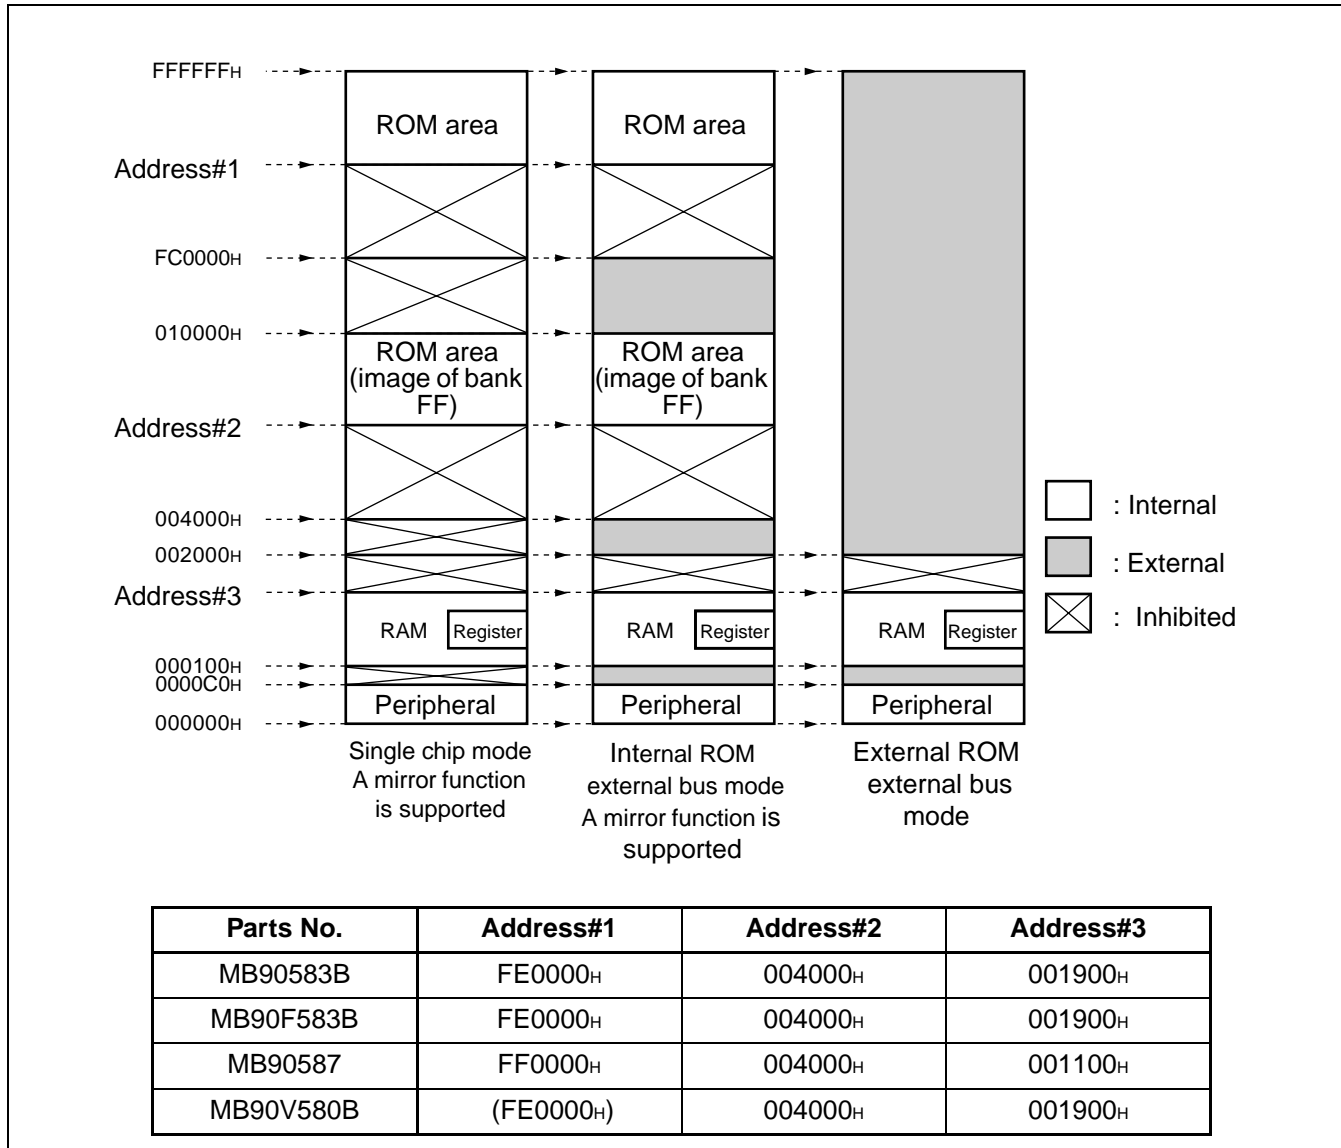 FFFFFFH
ROM area
ROM area
Address#1
FC0000H
010000H
ROM area
(image of bank
FF)
ROM area
(image of bank
FF)
Address#2
004000H
: Internal
002000H
: External
Address#3
: Inhibited
RAM
Register
RAM
Register
RAM
Register
000100H
0000C0H
Peripheral
Peripheral
Peripheral
000000H
Single chip mode
A mirror function
is supported
Internal ROM
external bus mode
A mirror function is
supported
External ROM
external bus
mode
Parts No. Address#1 Address#2 Address#3
MB90583B FE0000H 004000H 001900H
MB90F583B FE0000H 004000H 001900H
MB90587 FF0000H 004000H 001100H
MB90V580B (FE0000H) 004000H 001900H